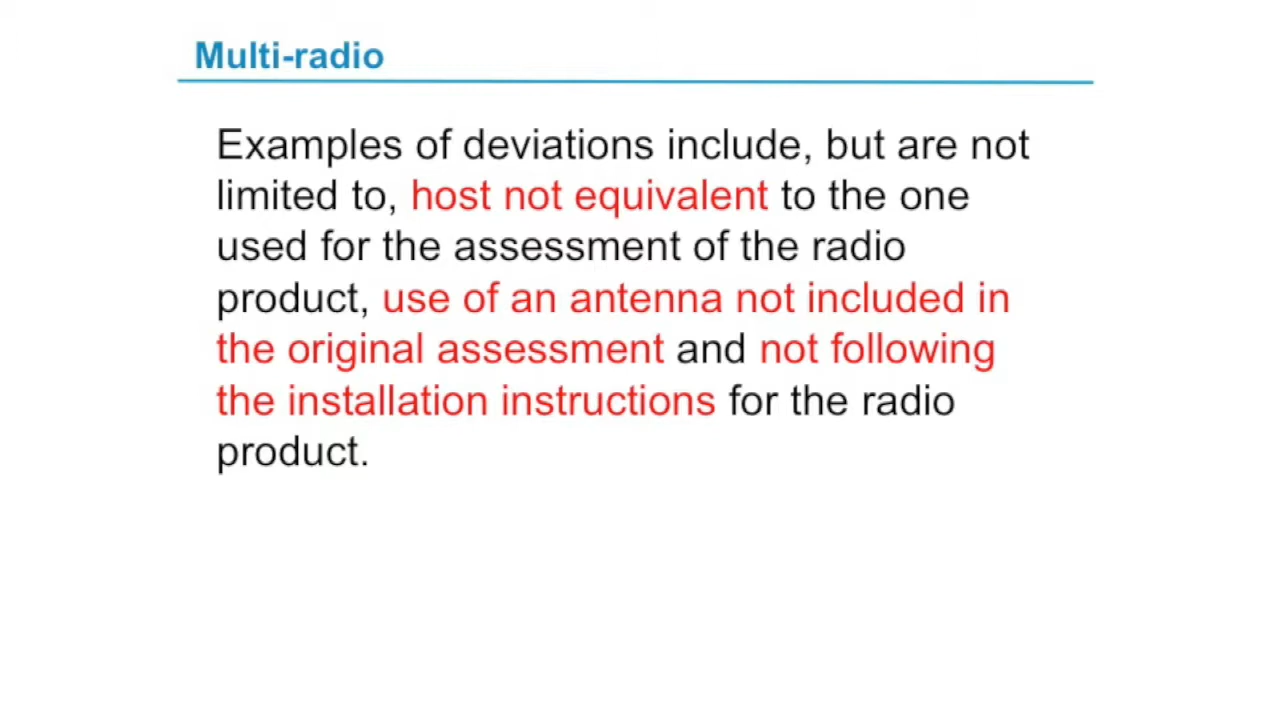 Multi-radio
Examples of deviations include, but are not
limited to, host not equivalent to the one
used for the assessment of the radio
product, use of an antenna not included in
the original assessment and not following
the installation instructions for the radio
product.